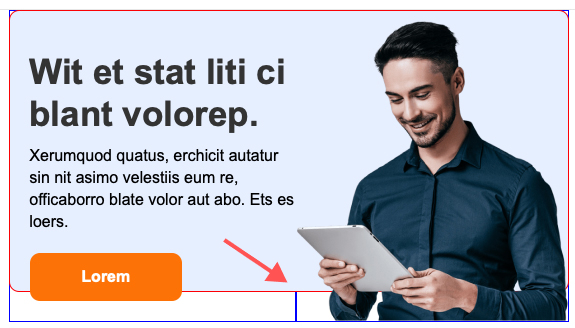 Wit et stat liti ci
blant volorep.
Xerumquod quatus, erchicit autatur
sin nit asimo velestiis eum re,
officaborro blate volor aut abo. Ets es
loers.
Lorem